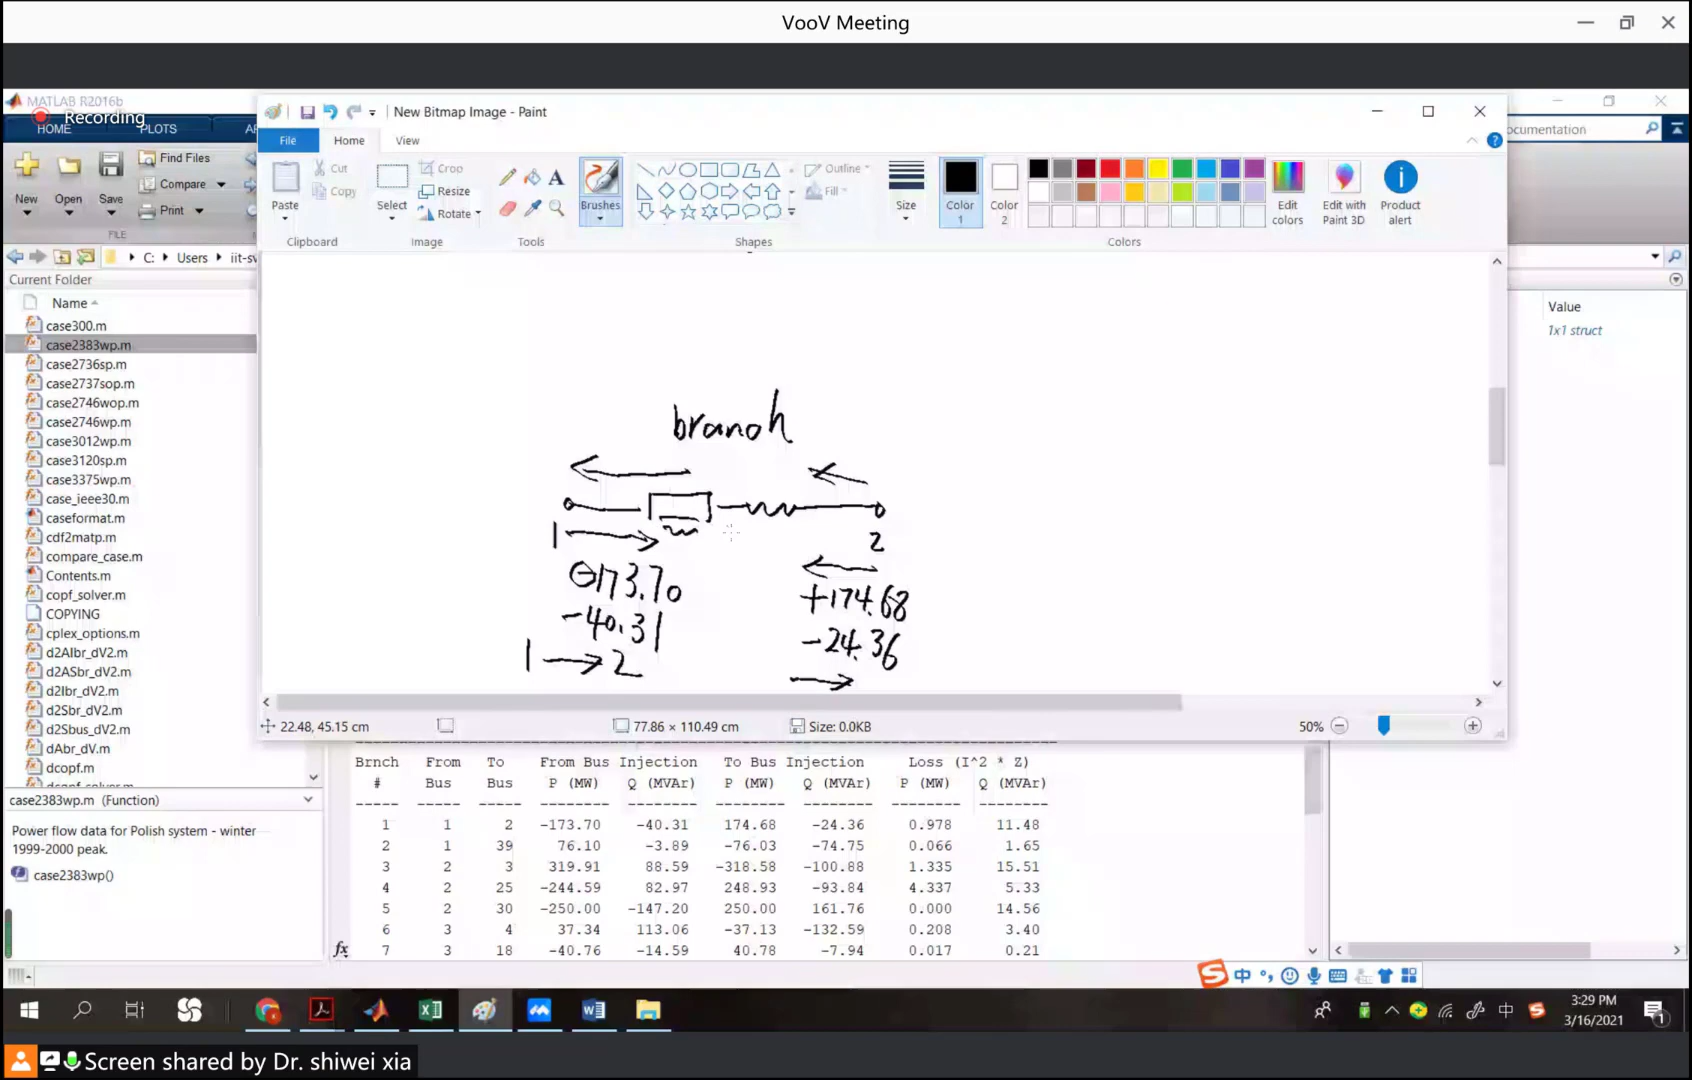 VooV Meeting
MATLAB R2016b
Recording
HOME PLOTS
New Bitmap Image - Paint
File Home View
Find Files
Compare
Print
New Open Save
FILE
Paste
Cut
Copy
Clipboard
Select
Crop
Resize
Rotate
Image
Tools
Brushes
Shapes
Outline
Fill
Size
Color 1
Color 2
Edit colors
Edit with Paint 3D
Product alert
Colors
C: Users
Current Folder
Name
Value
1x1 struct
case300.m
case2383wp.m
case2736sp.m
case2737sop.m
case2746wop.m
case2746wp.m
case3012wp.m
case3120sp.m
case3375wp.m
case_ieee30.m
caseformat.m
cdf2matp.m
compare_case.m
Contents.m
copf_solver.m
COPYING
cplex_options.m
d2AIbr_dV2.m
d2ASbr_dV2.m
d2Ibr_dV2.m
d2Sbr_dV2.m
d2Sbus_dV2.m
dAbr_dV.m
dcopf.m
branch
1 2
-173.70 +174.68
-40.31 -24.36
1 → 2
22.48, 45.15 cm
77.86 × 110.49 cm
Size: 0.0KB
50%
case2383wp.m (Function)
Power flow data for Polish system - winter
1999-2000 peak.
case2383wp()
Brnch From To From Bus Injection To Bus Injection Loss (I^2 * Z)
# Bus Bus P (MW) Q (MVAr) P (MW) Q (MVAr) P (MW) Q (MVAr)
----- ----- ----- -------- -------- -------- -------- -------- --------
1 1 2 -173.70 -40.31 174.68 -24.36 0.978 11.48
2 1 39 76.10 -3.89 -76.03 -74.75 0.066 1.65
3 2 3 319.91 88.59 -318.58 -100.88 1.335 15.51
4 2 25 -244.59 82.97 248.93 -93.84 4.337 5.33
5 2 30 -250.00 -147.20 250.00 161.76 0.000 14.56
6 3 4 37.34 113.06 -37.13 -132.59 0.208 3.40
7 3 18 -40.76 -14.59 40.78 -7.94 0.017 0.21
fx
中
中
3:29 PM
3/16/2021
1
Screen shared by Dr. shiwei xia